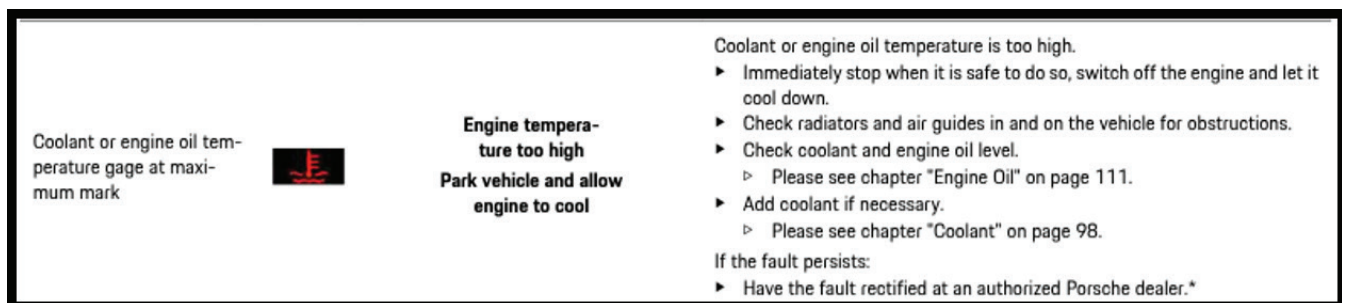 Coolant or engine oil tem-
perature gage at maxi-
mum mark
Engine tempera-
ture too high
Park vehicle and allow
engine to cool
Coolant or engine oil temperature is too high.
▶ Immediately stop when it is safe to do so, switch off the engine and let it
cool down.
▶ Check radiators and air guides in and on the vehicle for obstructions.
▶ Check coolant and engine oil level.
▷ Please see chapter "Engine Oil" on page 111.
▶ Add coolant if necessary.
▷ Please see chapter "Coolant" on page 98.
If the fault persists:
▶ Have the fault rectified at an authorized Porsche dealer.*